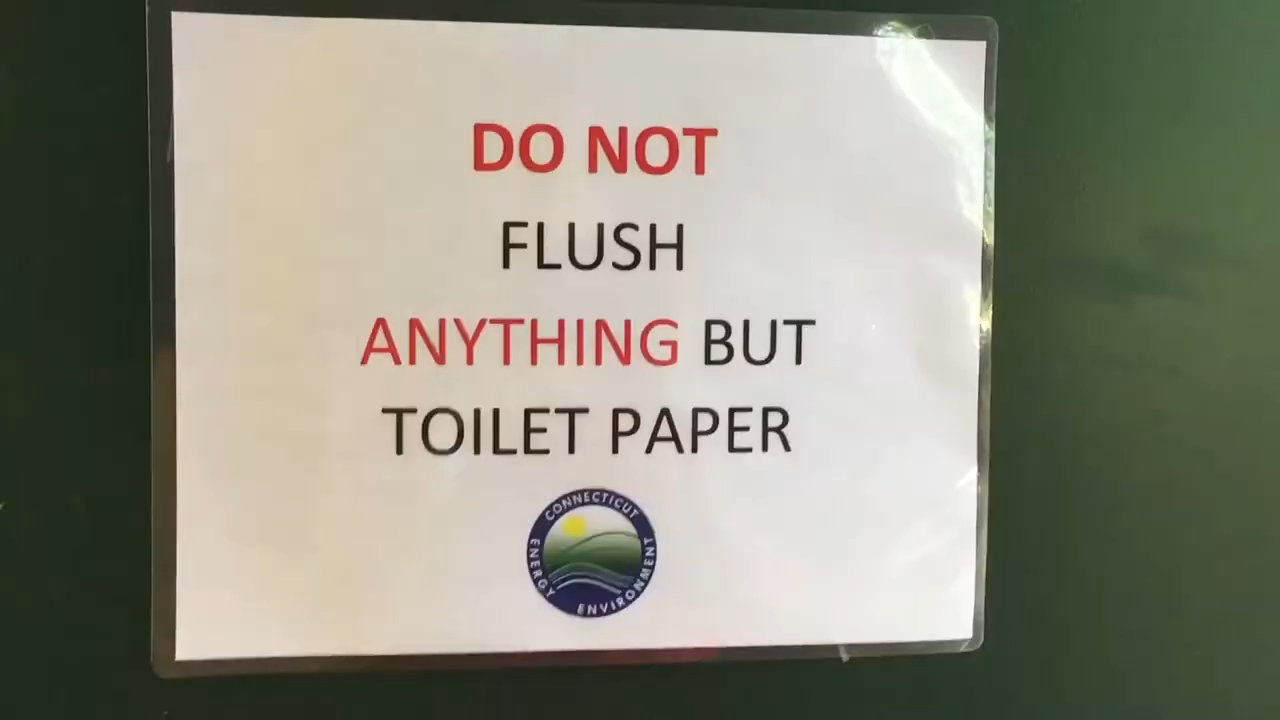 DO NOT
FLUSH
ANYTHING BUT
TOILET PAPER
CONNECTICUT
ENERGY ENVIRONMENT